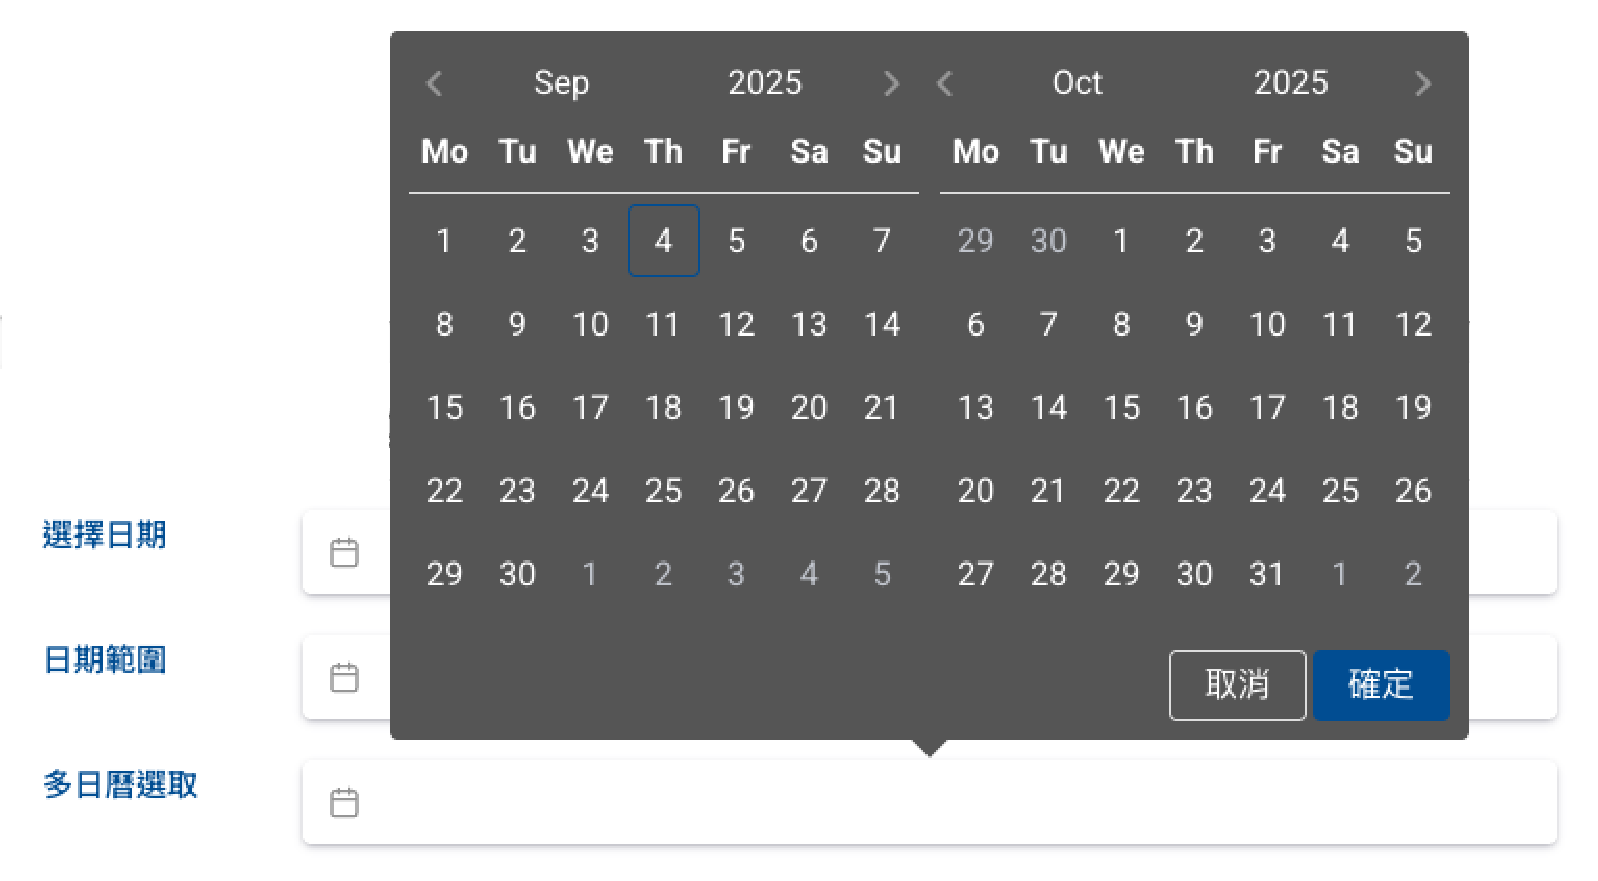 Sep 2025 Oct 2025
Mo Tu We Th Fr Sa Su Mo Tu We Th Fr Sa Su
1 2 3 4 5 6 7 29 30 1 2 3 4 5
8 9 10 11 12 13 14 6 7 8 9 10 11 12
15 16 17 18 19 20 21 13 14 15 16 17 18 19
22 23 24 25 26 27 28 20 21 22 23 24 25 26
29 30 1 2 3 4 5 27 28 29 30 31 1 2
取消 確定
選擇日期
日期範圍
多日曆選取